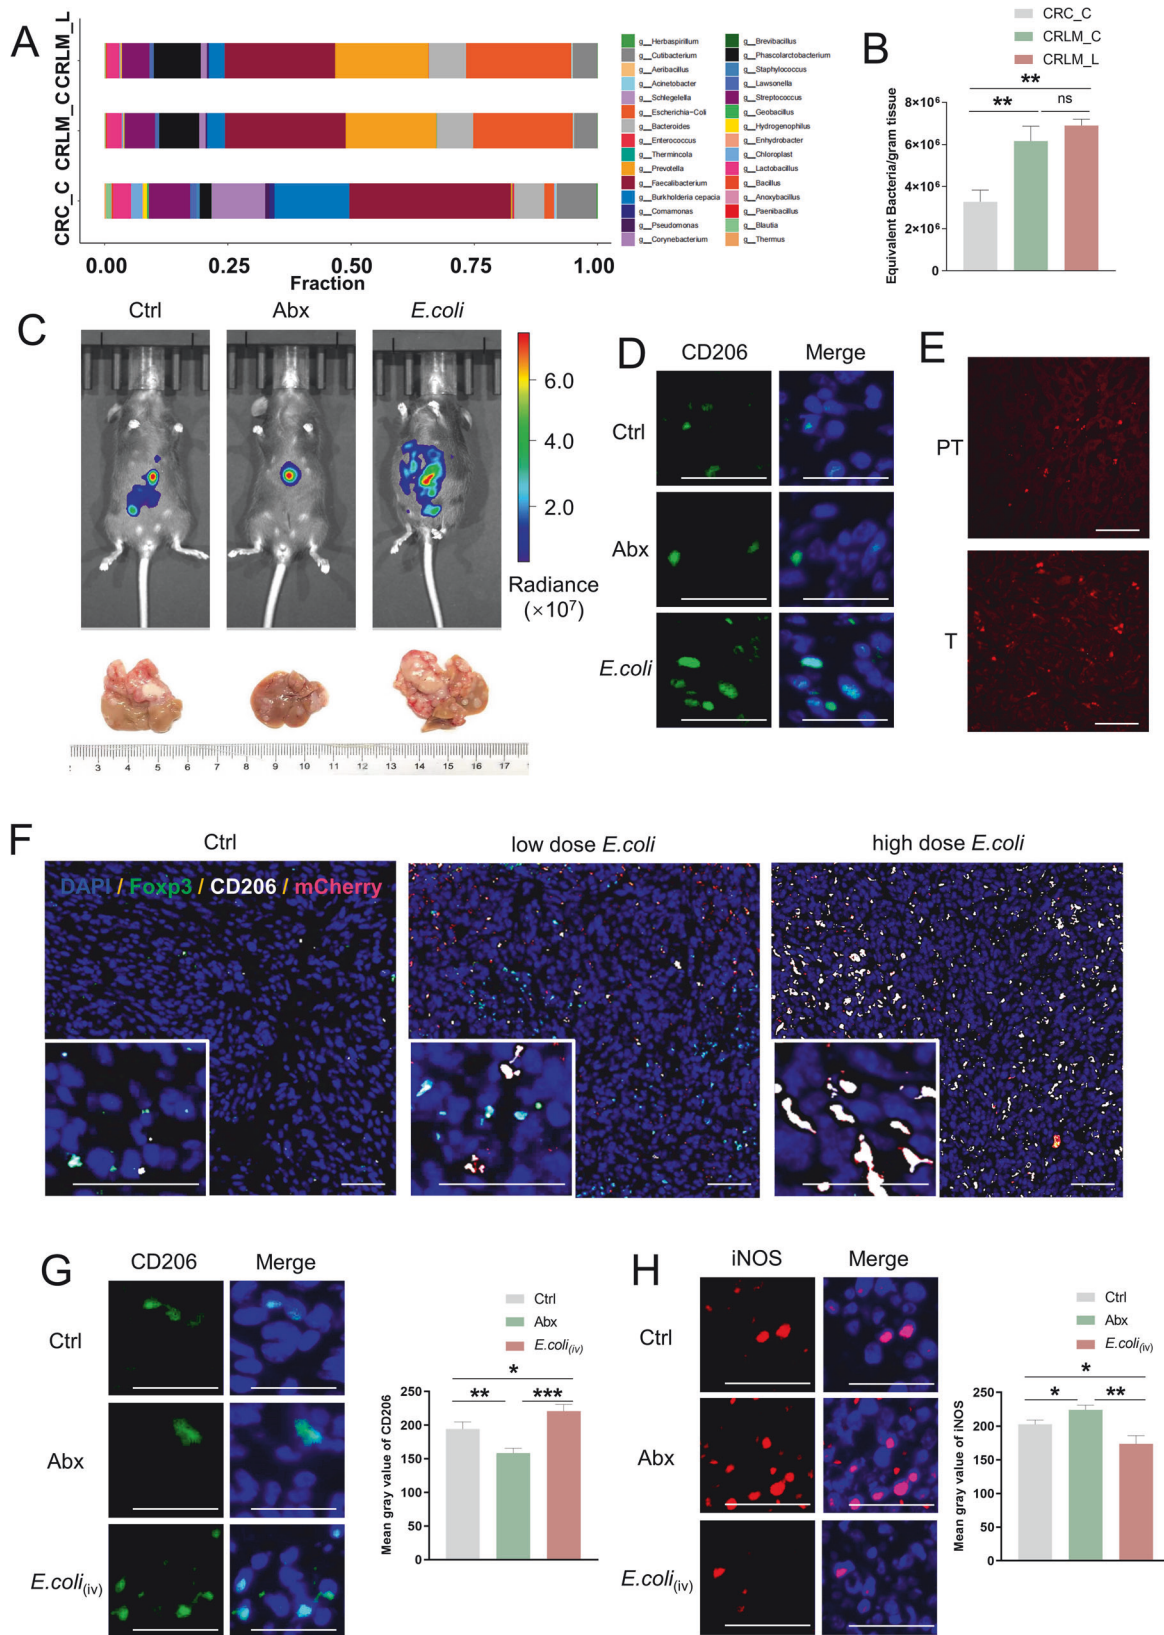 A
CRLM_L
CRLM_C
CRC_C
0.00
0.25
0.50
0.75
1.00
Fraction
g__Herbaspirillum
g__Cutibacterium
g__Aeribacillus
g__Acinetobacter
g__Schlegelella
g__Escherichia-Coli
g__Bacteroides
g__Enterococcus
g__Thermincola
g__Prevotella
g__Faecalibacterium
g__Burkholderia cepacia
g__Comamonas
g__Pseudomonas
g__Corynebacterium
g__Brevibacillus
g__Phascolarctobacterium
g__Staphylococcus
g__Lawsonella
g__Streptococcus
g__Geobacillus
g__Hydrogenophilus
g__Enhydrobacter
g__Chloroplast
g__Lactobacillus
g__Bacillus
g__Anoxybacillus
g__Paenibacillus
g__Blautia
g__Thermus
B
CRC_C
CRLM_C
CRLM_L
**
**
ns
Equivalent Bacteria/gram tissue
8×10⁶
6×10⁶
4×10⁶
2×10⁶
0
C
Ctrl
Abx
E.coli
6.0
4.0
2.0
Radiance
(×10⁷)
3 4 5 6 7 8 9 10 11 12 13 14 15 16 17
D
CD206
Merge
Ctrl
Abx
E.coli
E
PT
T
F
Ctrl
low dose E.coli
high dose E.coli
DAPI / Foxp3 / CD206 / mCherry
G
CD206
Merge
Ctrl
Abx
E.coli(iv)
Ctrl
Abx
E.coli(iv)
*
**
***
Mean gray value of CD206
250
200
150
100
50
0
H
iNOS
Merge
Ctrl
Abx
E.coli(iv)
Ctrl
Abx
E.coli(iv)
*
*
**
Mean gray value of iNOS
250
200
150
100
50
0